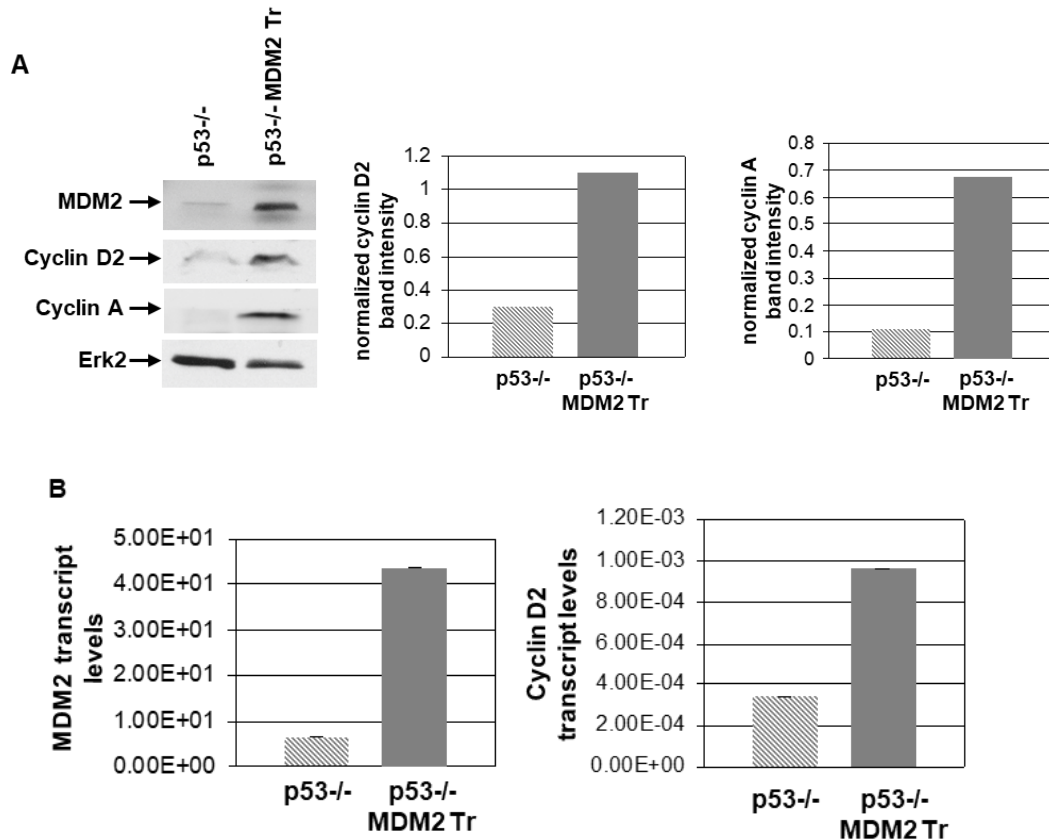 A
p53-/-
p53-/- MDM2 Tr
MDM2
Cyclin D2
Cyclin A
Erk2
normalized cyclin D2
band intensity
1.2
1
0.8
0.6
0.4
0.2
0
p53-/-
p53-/-
MDM2 Tr
normalized cyclin A
band intensity
0.8
0.7
0.6
0.5
0.4
0.3
0.2
0.1
0
p53-/-
p53-/-
MDM2 Tr
B
MDM2 transcript
levels
5.00E+01
4.00E+01
3.00E+01
2.00E+01
1.00E+01
0.00E+00
p53-/-
p53-/-
MDM2 Tr
Cyclin D2
transcript levels
1.20E-03
1.00E-03
8.00E-04
6.00E-04
4.00E-04
2.00E-04
0.00E+00
p53-/-
p53-/-
MDM2 Tr